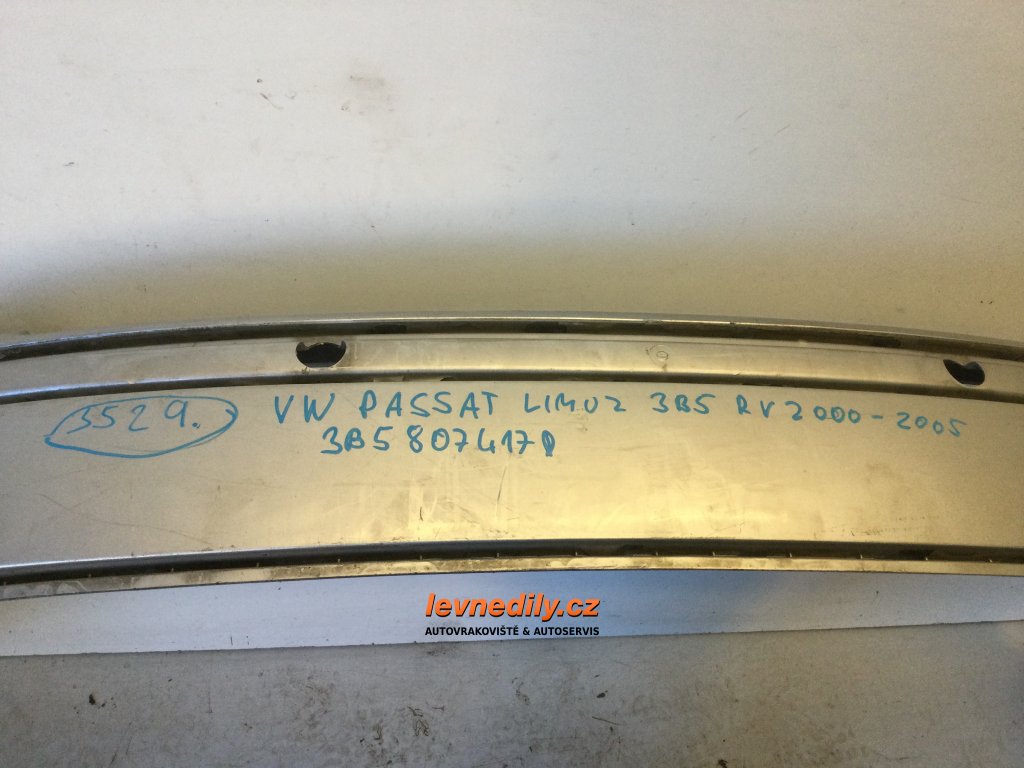 3529. VW PASSAT LIMUZ 3B5 RV2000-2005
3B5807417D
levnedily.cz
AUTOVRAKOVIŠTĚ & AUTOSERVIS